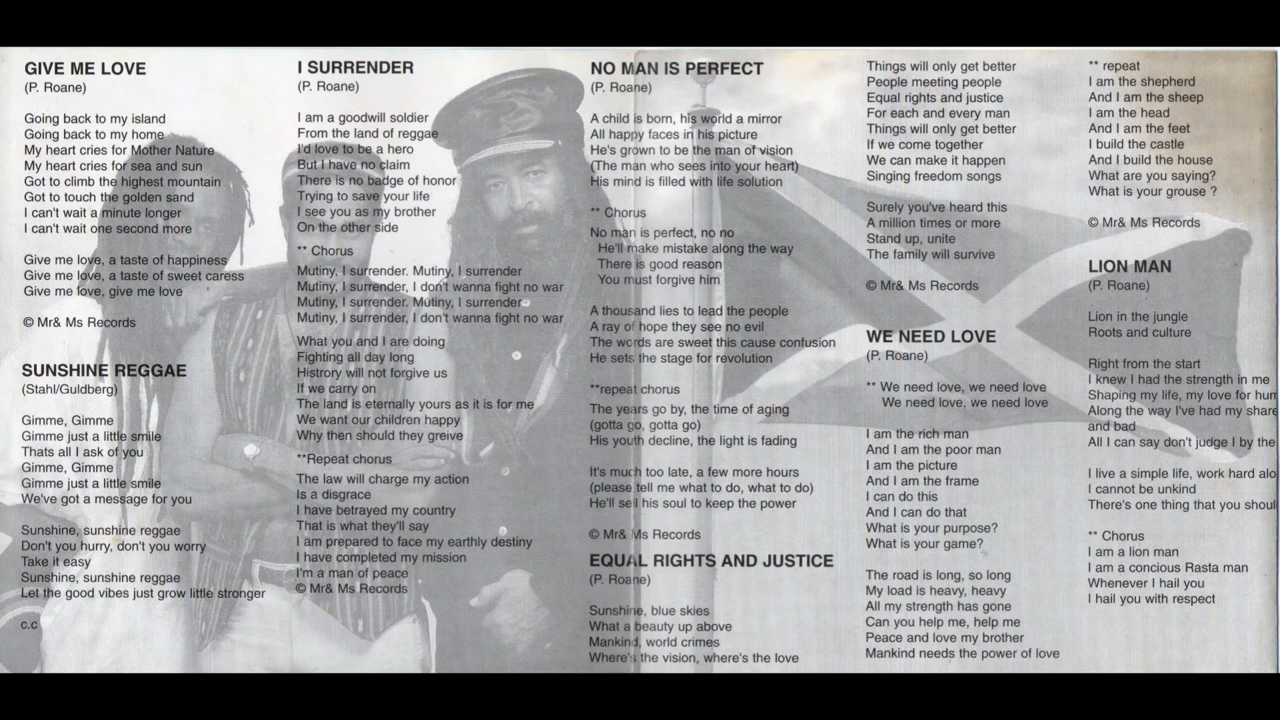 GIVE ME LOVE
(P. Roane)
Going back to my island
Going back to my home
My heart cries for Mother Nature
My heart cries for sea and sun
Got to climb the highest mountain
Got to touch the golden sand
I can't wait a minute longer
I can't wait one second more
Give me love, a taste of happiness
Give me love, a taste of sweet caress
Give me love, give me love
© Mr& Ms Records
SUNSHINE REGGAE
(Stahl/Guldberg)
Gimme, Gimme
Gimme just a little smile
Thats all I ask of you
Gimme, Gimme
Gimme just a little smile
We've got a message for you
Sunshine, sunshine reggae
Don't you hurry, don't you worry
Take it easy
Sunshine, sunshine reggae
Let the good vibes just grow little stronger
c.c
I SURRENDER
(P. Roane)
I am a goodwill soldier
From the land of reggae
I'd love to be a hero
But I have no claim
There is no badge of honor
Trying to save your life
I see you as my brother
On the other side
** Chorus
Mutiny, I surrender. Mutiny, I surrender
Mutiny, I surrender, I don't wanna fight no war
Mutiny, I surrender. Mutiny, I surrender
Mutiny, I surrender, I don't wanna fight no war
What you and I are doing
Fighting all day long
Histrory will not forgive us
If we carry on
The land is eternally yours as it is for me
We want our children happy
Why then should they greive
**Repeat chorus
The law will charge my action
Is a disgrace
I have betrayed my country
That is what they'll say
I am prepared to face my earthly destiny
I have completed my mission
I'm a man of peace
© Mr& Ms Records
NO MAN IS PERFECT
(P. Roane)
A child is born, his world a mirror
All happy faces in his picture
He's grown to be the man of vision
(The man who sees into your heart)
His mind is filled with life solution
** Chorus
No man is perfect, no no
He'll make mistake along the way
There is good reason
You must forgive him
A thousand lies to lead the people
A ray of hope they see no evil
The words are sweet this cause confusion
He sets the stage for revolution
**repeat chorus
The years go by, the time of aging
(gotta go, gotta go)
His youth decline, the light is fading
It's much too late, a few more hours
(please tell me what to do, what to do)
He'll sell his soul to keep the power
© Mr& Ms Records
EQUAL RIGHTS AND JUSTICE
(P. Roane)
Sunshine, blue skies
What a beauty up above
Mankind, world crimes
Where's the vision, where's the love
Things will only get better
People meeting people
Equal rights and justice
For each and every man
Things will only get better
If we come together
We can make it happen
Singing freedom songs
Surely you've heard this
A million times or more
Stand up, unite
The family will survive
© Mr& Ms Records
WE NEED LOVE
(P. Roane)
** We need love, we need love
We need love, we need love
I am the rich man
And I am the poor man
I am the picture
And I am the frame
I can do this
And I can do that
What is your purpose?
What is your game?
The road is long, so long
My load is heavy, heavy
All my strength has gone
Can you help me, help me
Peace and love my brother
Mankind needs the power of love
** repeat
I am the shepherd
And I am the sheep
I am the head
And I am the feet
I build the castle
And I build the house
What are you saying?
What is your grouse ?
© Mr& Ms Records
LION MAN
(P. Roane)
Lion in the jungle
Roots and culture
Right from the start
I knew I had the strength in me
Shaping my life, my love for
Along the way I've had my share
and bad
All I can say don't judge I by the
I live a simple life, work hard
I cannot be unkind
There's one thing that you
** Chorus
I am a lion man
I am a concious Rasta man
Whenever I hail you
I hail you with respect